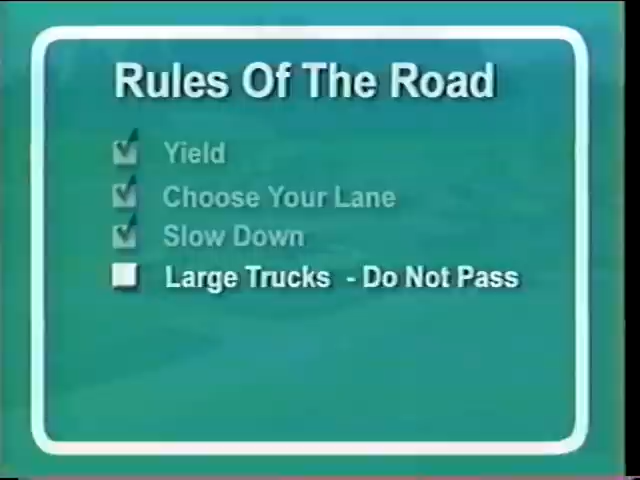 Rules Of The Road
Yield
Choose Your Lane
Slow Down
Large Trucks - Do Not Pass